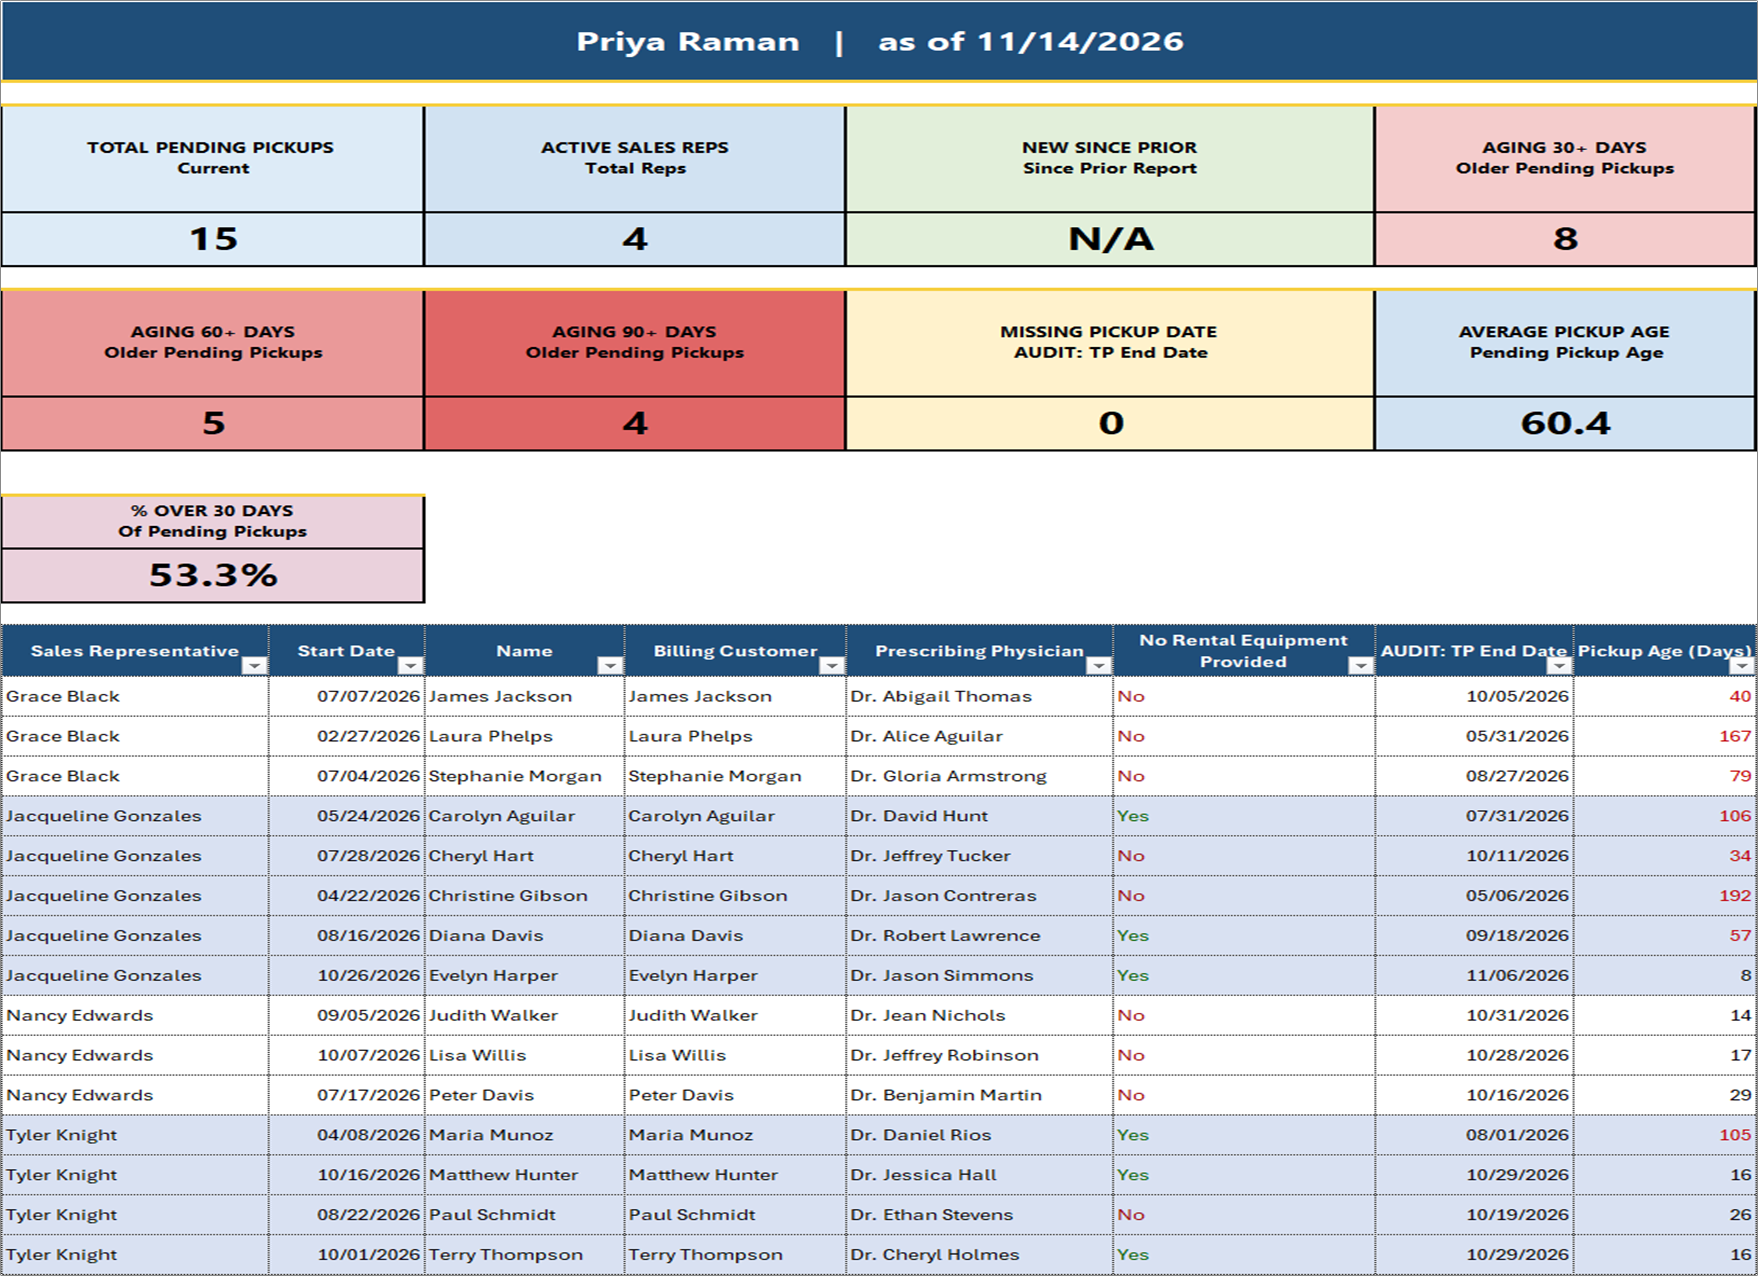 Priya Raman | as of 11/14/2026
TOTAL PENDING PICKUPS
Current
ACTIVE SALES REPS
Total Reps
NEW SINCE PRIOR
Since Prior Report
AGING 30+ DAYS
Older Pending Pickups
15 4 N/A 8
AGING 60+ DAYS
Older Pending Pickups
AGING 90+ DAYS
Older Pending Pickups
MISSING PICKUP DATE
AUDIT: TP End Date
AVERAGE PICKUP AGE
Pending Pickup Age
5 4 0 60.4
% OVER 30 DAYS
Of Pending Pickups
53.3%
Sales Representative Start Date Name Billing Customer Prescribing Physician No Rental Equipment Provided AUDIT: TP End Date Pickup Age (Days)
Grace Black 07/07/2026 James Jackson James Jackson Dr. Abigail Thomas No 10/05/2026 40
Grace Black 02/27/2026 Laura Phelps Laura Phelps Dr. Alice Aguilar No 05/31/2026 167
Grace Black 07/04/2026 Stephanie Morgan Stephanie Morgan Dr. Gloria Armstrong No 08/27/2026 79
Jacqueline Gonzales 05/24/2026 Carolyn Aguilar Carolyn Aguilar Dr. David Hunt Yes 07/31/2026 106
Jacqueline Gonzales 07/28/2026 Cheryl Hart Cheryl Hart Dr. Jeffrey Tucker No 10/11/2026 34
Jacqueline Gonzales 04/22/2026 Christine Gibson Christine Gibson Dr. Jason Contreras No 05/06/2026 192
Jacqueline Gonzales 08/16/2026 Diana Davis Diana Davis Dr. Robert Lawrence Yes 09/18/2026 57
Jacqueline Gonzales 10/26/2026 Evelyn Harper Evelyn Harper Dr. Jason Simmons Yes 11/06/2026 8
Nancy Edwards 09/05/2026 Judith Walker Judith Walker Dr. Jean Nichols No 10/31/2026 14
Nancy Edwards 10/07/2026 Lisa Willis Lisa Willis Dr. Jeffrey Robinson No 10/28/2026 17
Nancy Edwards 07/17/2026 Peter Davis Peter Davis Dr. Benjamin Martin No 10/16/2026 29
Tyler Knight 04/08/2026 Maria Munoz Maria Munoz Dr. Daniel Rios Yes 08/01/2026 105
Tyler Knight 10/16/2026 Matthew Hunter Matthew Hunter Dr. Jessica Hall Yes 10/29/2026 16
Tyler Knight 08/22/2026 Paul Schmidt Paul Schmidt Dr. Ethan Stevens No 10/19/2026 26
Tyler Knight 10/01/2026 Terry Thompson Terry Thompson Dr. Cheryl Holmes Yes 10/29/2026 16